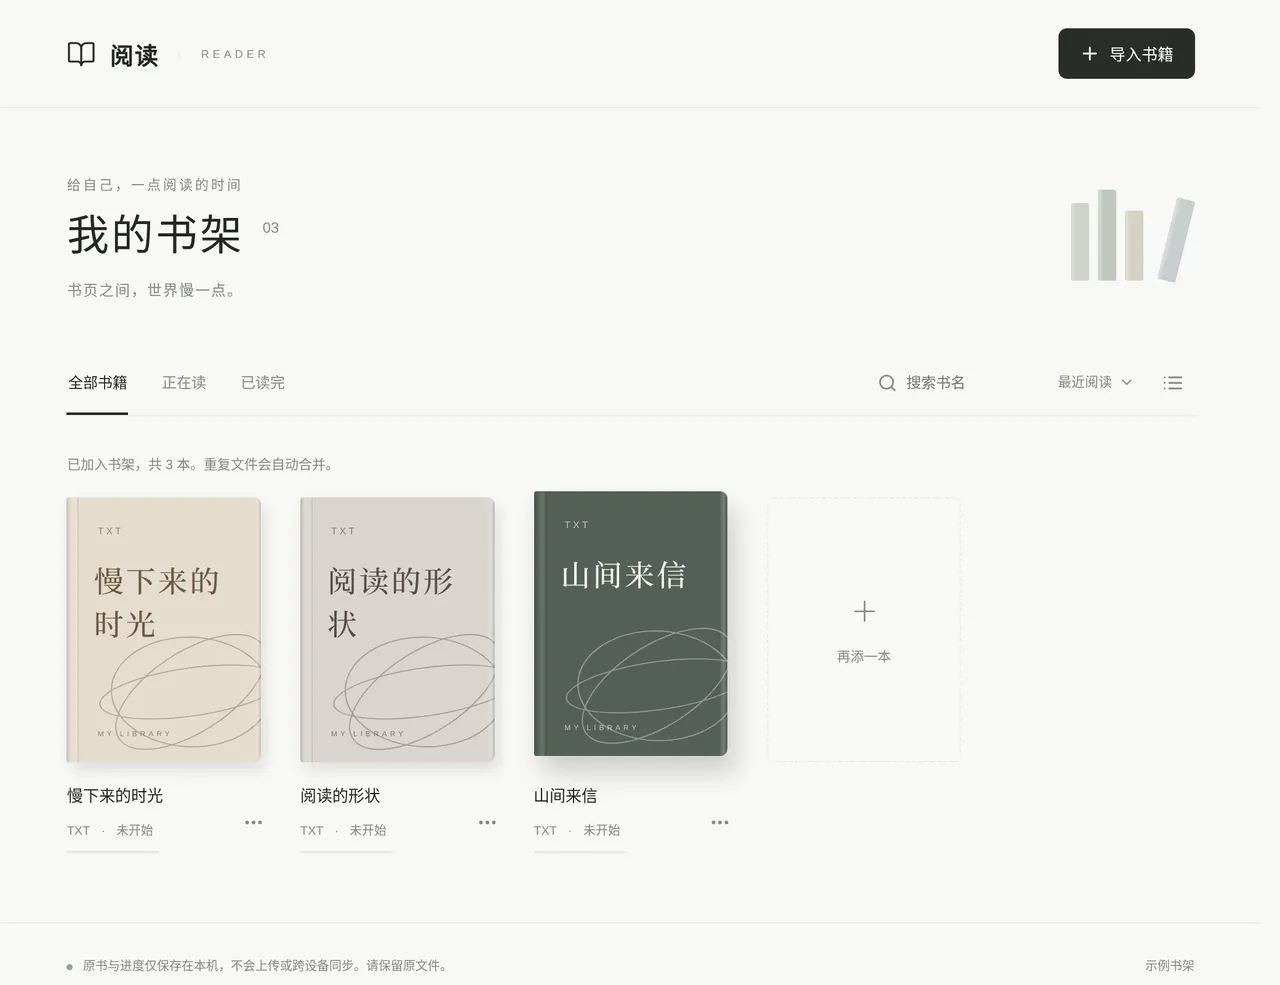 阅读
READER
导入书籍
给自己，一点阅读的时间
我的书架 03
书页之间，世界慢一点。
全部书籍
正在读
已读完
搜索书名
最近阅读
已加入书架，共 3 本。重复文件会自动合并。
TXT
慢下来的
时光
MY LIBRARY
TXT
阅读的形
状
MY LIBRARY
TXT
山间来信
MY LIBRARY
再添一本
慢下来的时光
TXT · 未开始
阅读的形状
TXT · 未开始
山间来信
TXT · 未开始
原书与进度仅保存在本机，不会上传或跨设备同步。请保留原文件。
示例书架